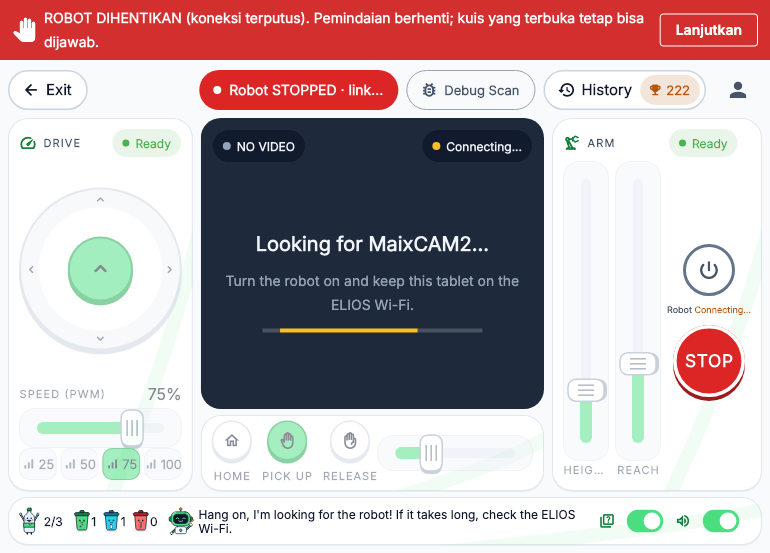 ROBOT DIHENTIKAN (koneksi terputus). Pemindaian berhenti; kuis yang terbuka tetap bisa
dijawab.
Lanjutkan
Exit
Robot STOPPED · link...
Debug Scan
History
222
DRIVE
Ready
NO VIDEO
Connecting...
Looking for MaixCAM2...
Turn the robot on and keep this tablet on the
ELIOS Wi-Fi.
ARM
Ready
Robot Connecting...
STOP
SPEED (PWM)
75%
25
50
75
100
HOME
PICK UP
RELEASE
HEIG...
REACH
2/3
1
1
0
Hang on, I'm looking for the robot! If it takes long, check the ELIOS
Wi-Fi.